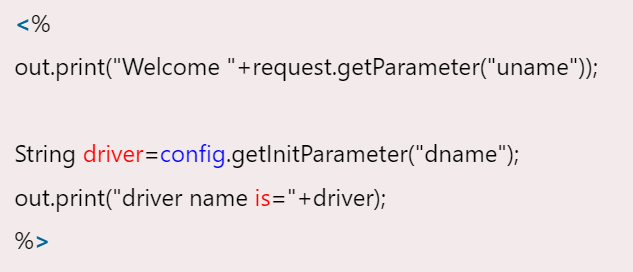 <%
out.print("Welcome "+request.getParameter("uname"));
String driver=config.getInitParameter("dname");
out.print("driver name is="+driver);
%>